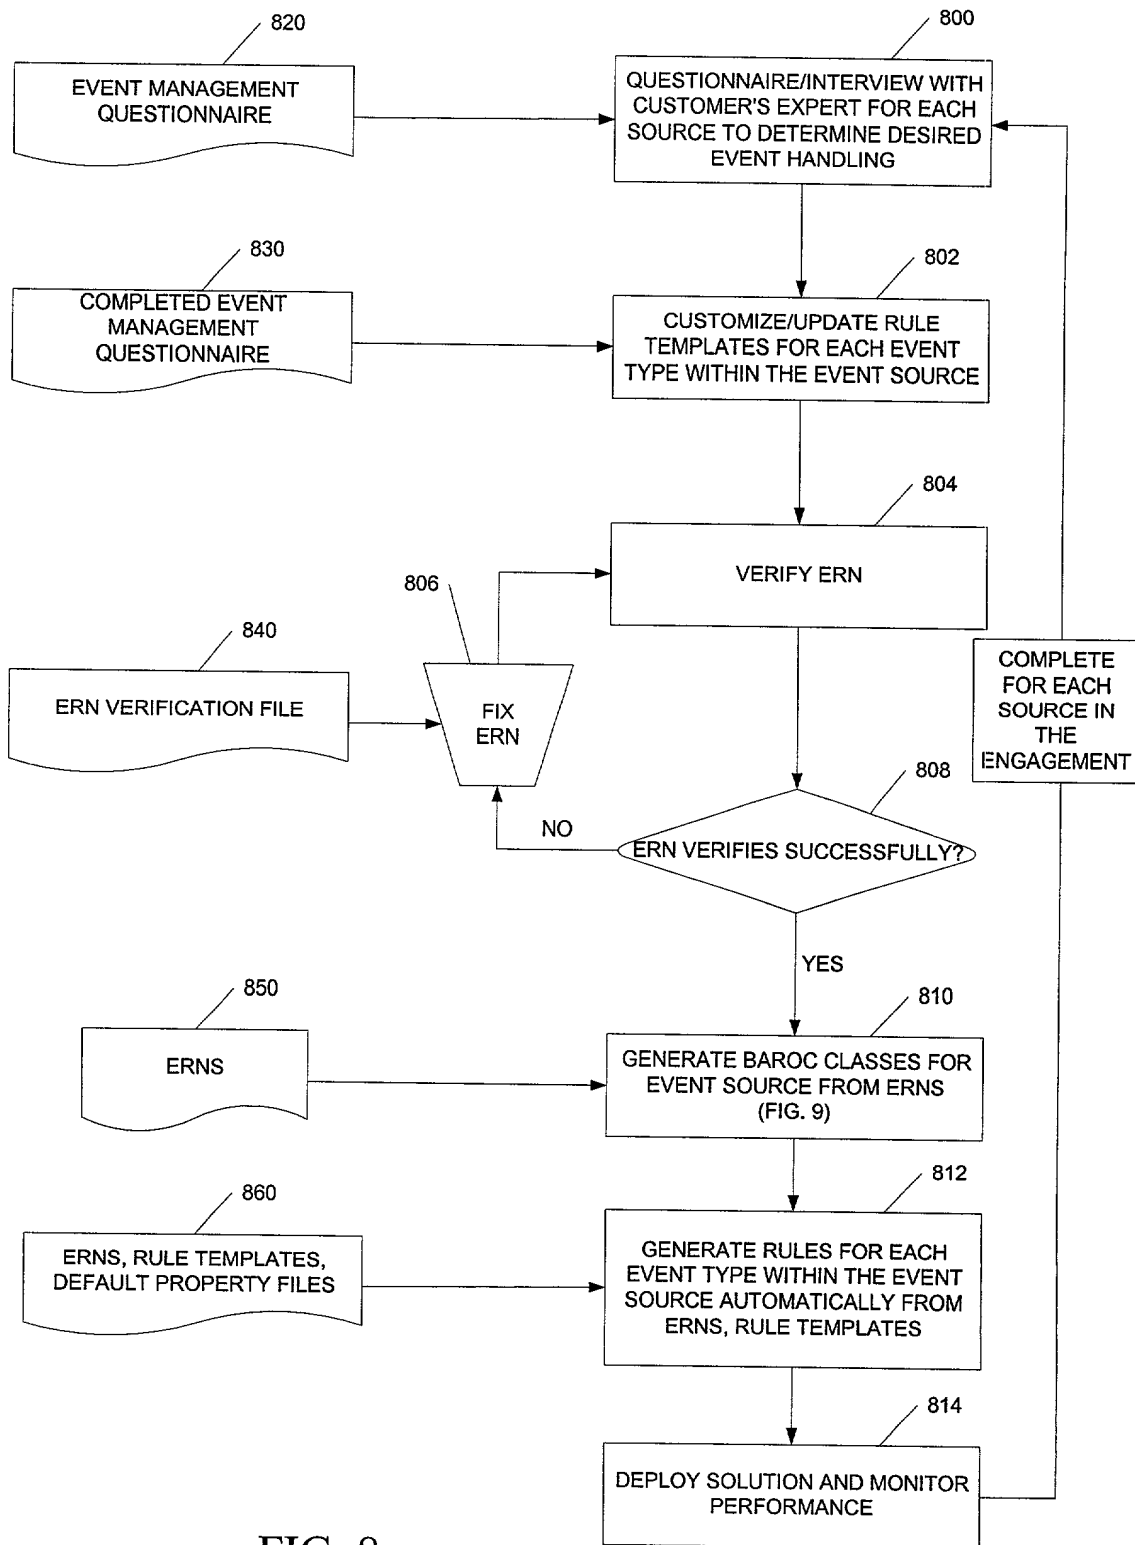 820
800
EVENT MANAGEMENT
QUESTIONNAIRE
QUESTIONNAIRE/INTERVIEW WITH
CUSTOMER'S EXPERT FOR EACH
SOURCE TO DETERMINE DESIRED
EVENT HANDLING
830
802
COMPLETED EVENT
MANAGEMENT
QUESTIONNAIRE
CUSTOMIZE/UPDATE RULE
TEMPLATES FOR EACH EVENT
TYPE WITHIN THE EVENT SOURCE
804
VERIFY ERN
806
840
ERN VERIFICATION FILE
FIX
ERN
COMPLETE
FOR EACH
SOURCE IN
THE
ENGAGEMENT
808
NO
ERN VERIFIES SUCCESSFULLY?
YES
850
810
ERNS
GENERATE BAROC CLASSES FOR
EVENT SOURCE FROM ERNS
(FIG. 9)
860
812
ERNS, RULE TEMPLATES,
DEFAULT PROPERTY FILES
GENERATE RULES FOR EACH
EVENT TYPE WITHIN THE EVENT
SOURCE AUTOMATICALLY FROM
ERNS, RULE TEMPLATES
814
DEPLOY SOLUTION AND MONITOR
PERFORMANCE
FIG. 8